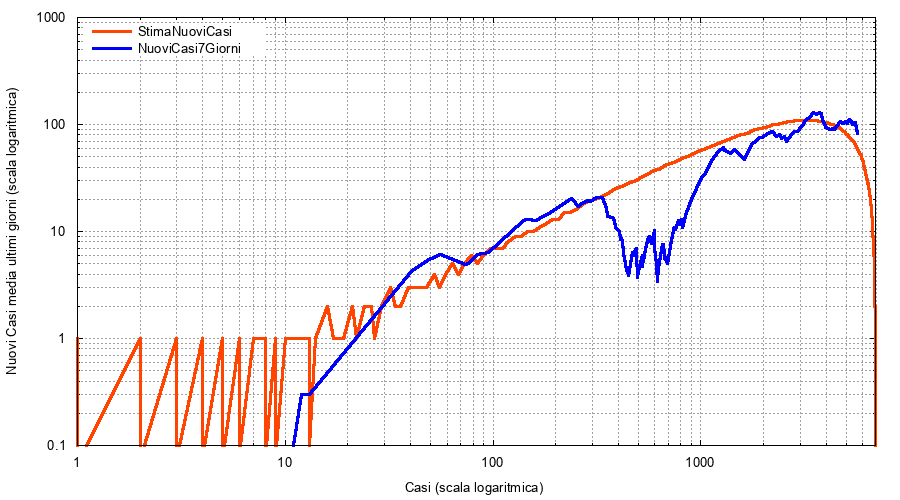 1000
100
10
1
0.1
StimaNuoviCasi
NuoviCasi7Giorni
Nuovi Casi media ultimi giorni (scala logaritmica)
1 10 100 1000
Casi (scala logaritmica)